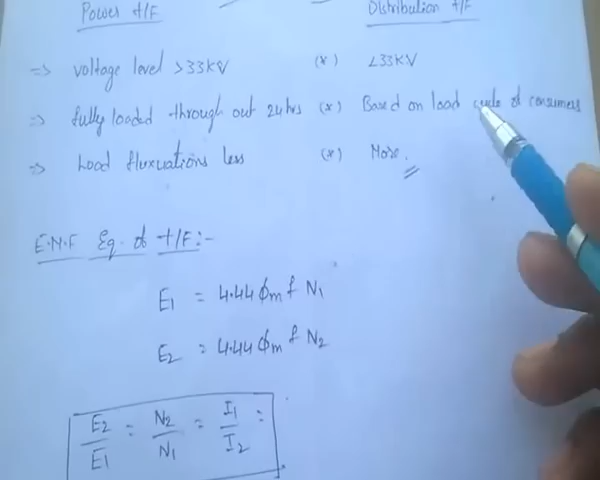 Power t/F Distribution t/F
=> voltage level >33KV (*) <33KV
=> fully loaded through out 24hrs (*) Based on load cycle of consumers
=> Load fluxuations less (*) More.
E.M.F Eq. of t/F:-
E1 = 4.44 ϕm f N1
E2 = 4.44 ϕm f N2
E2/E1 = N2/N1 = I1/I2 =